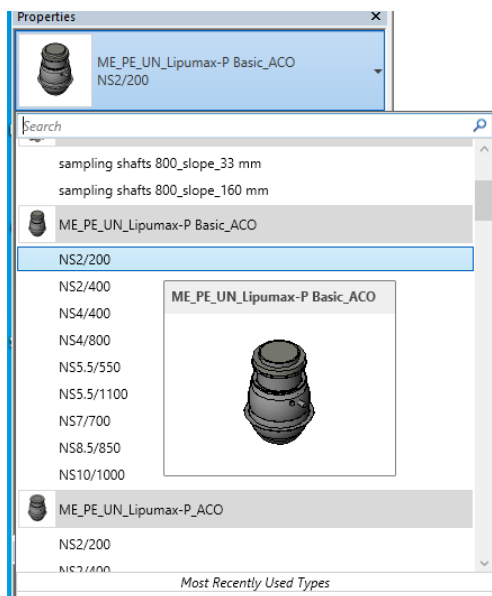 Properties
X
ME_PE_UN_Lipumax-P Basic_ACO
NS2/200
Search
sampling shafts 800_slope_33 mm
sampling shafts 800_slope_160 mm
ME_PE_UN_Lipumax-P Basic_ACO
NS2/200
NS2/400
ME_PE_UN_Lipumax-P Basic_ACO
NS4/400
NS4/800
NS5.5/550
NS5.5/1100
NS7/700
NS8.5/850
NS10/1000
ME_PE_UN_Lipumax-P_ACO
NS2/200
NS2/400
Most Recently Used Types